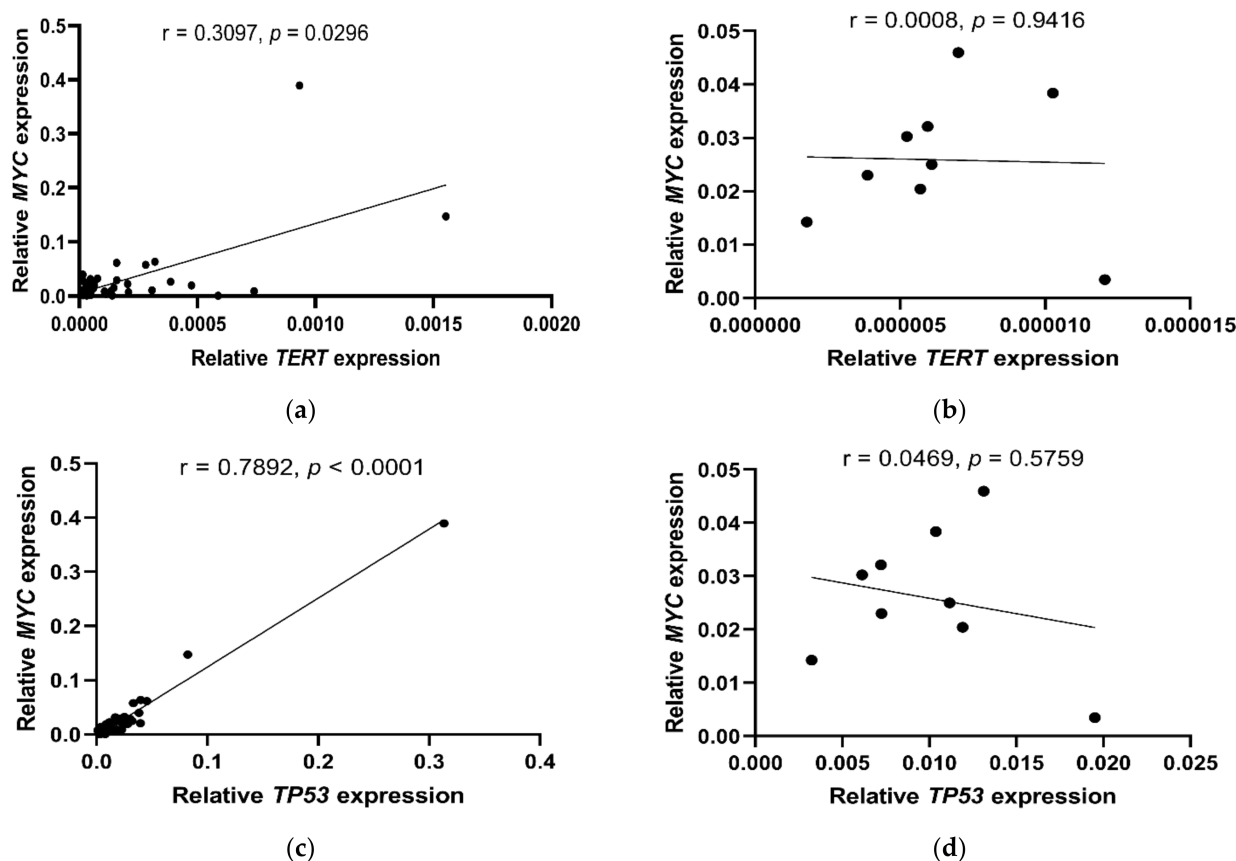 r = 0.3097, p = 0.0296
Relative MYC expression
0.5
0.4
0.3
0.2
0.1
0.0
0.0000 0.0005 0.0010 0.0015 0.0020
Relative TERT expression
(a)
r = 0.0008, p = 0.9416
Relative MYC expression
0.05
0.04
0.03
0.02
0.01
0.00
0.000000 0.000005 0.000010 0.000015
Relative TERT expression
(b)
r = 0.7892, p < 0.0001
Relative MYC expression
0.5
0.4
0.3
0.2
0.1
0.0
0.0 0.1 0.2 0.3 0.4
Relative TP53 expression
(c)
r = 0.0469, p = 0.5759
Relative MYC expression
0.05
0.04
0.03
0.02
0.01
0.00
0.000 0.005 0.010 0.015 0.020 0.025
Relative TP53 expression
(d)